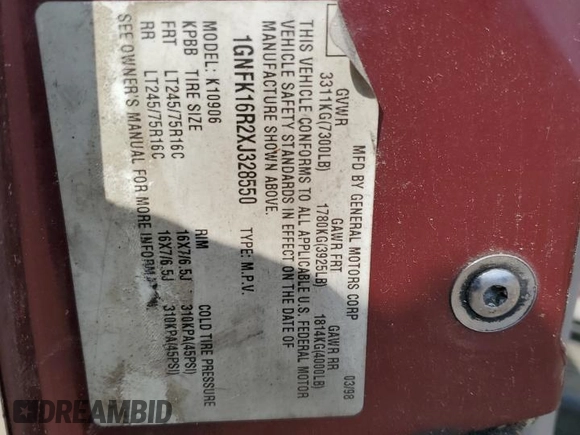 MFD BY GENERAL MOTORS CORP 03/98
GVWR GAWR FRT GAWR RR
3311KG(7300LB) 1780KG(3925LB) 1814KG(4000LB)
THIS VEHICLE CONFORMS TO ALL APPLICABLE U.S. FEDERAL MOTOR
VEHICLE SAFETY STANDARDS IN EFFECT ON THE DATE OF
MANUFACTURE SHOWN ABOVE.
1GNFK16R2XJ328550 TYPE: M.P.V.
MODEL: K10906
KPBB TIRE SIZE RIM COLD TIRE PRESSURE
FRT LT245/75R16C 16X7/6.5J 310KPA(45PSI)
RR LT245/75R16C 16X7/6.5J 310KPA(45PSI)
SEE OWNER'S MANUAL FOR MORE INFORMATION
DREAMBID